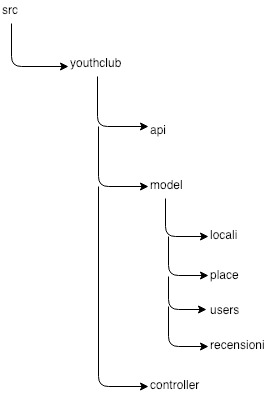 src
youthclub
api
model
locali
place
users
recensioni
controller